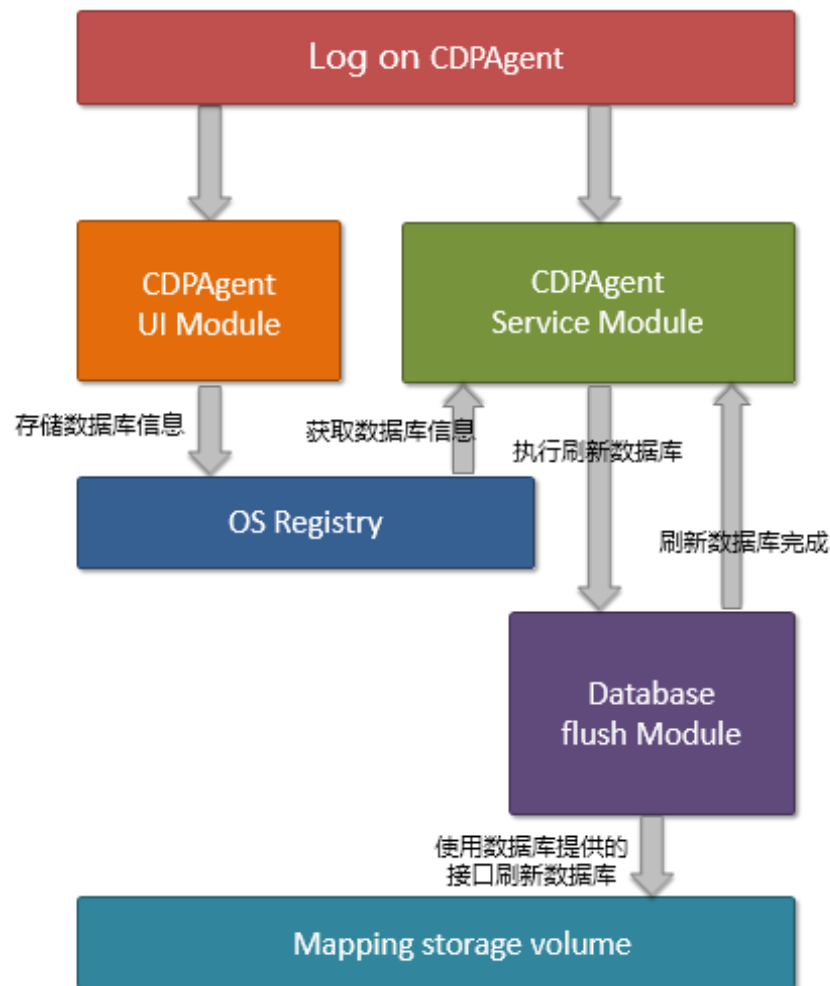 Log on CDPAgent
CDPAgent
UI Module
CDPAgent
Service Module
存储数据库信息
获取数据库信息
执行刷新数据库
OS Registry
刷新数据库完成
Database
flush Module
使用数据库提供的
接口刷新数据库
Mapping storage volume